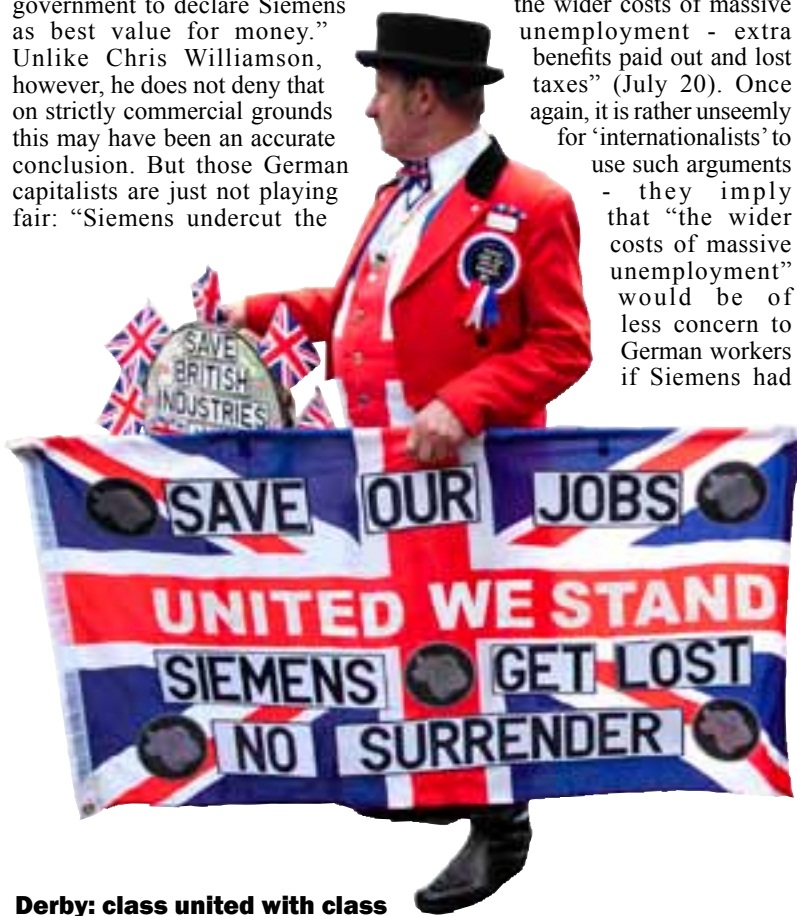 government to declare Siemens
as best value for money.”
Unlike Chris Williamson,
however, he does not deny that
on strictly commercial grounds
this may have been an accurate
conclusion. But those German
capitalists are just not playing
fair: “Siemens undercut the
the wider costs of massive
unemployment - extra
benefits paid out and lost
taxes” (July 20). Once
again, it is rather unseemly
for ‘internationalists’ to
use such arguments
- they imply
that “the wider
costs of massive
unemployment”
would be of
less concern to
German workers
if Siemens had
SAVE
BRITISH
INDUSTRIES
SAVE OUR JOBS
UNITED WE STAND
SIEMENS GET LOST
NO SURRENDER
Derby: class united with class